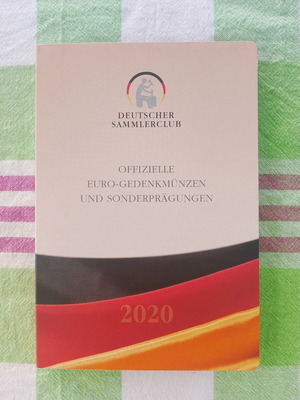 DEUTSCHER
SAMMLERCLUB
OFFIZIELLE
EURO-GEDENKMÜNZEN
UND SONDERPRÄGUNGEN
2020